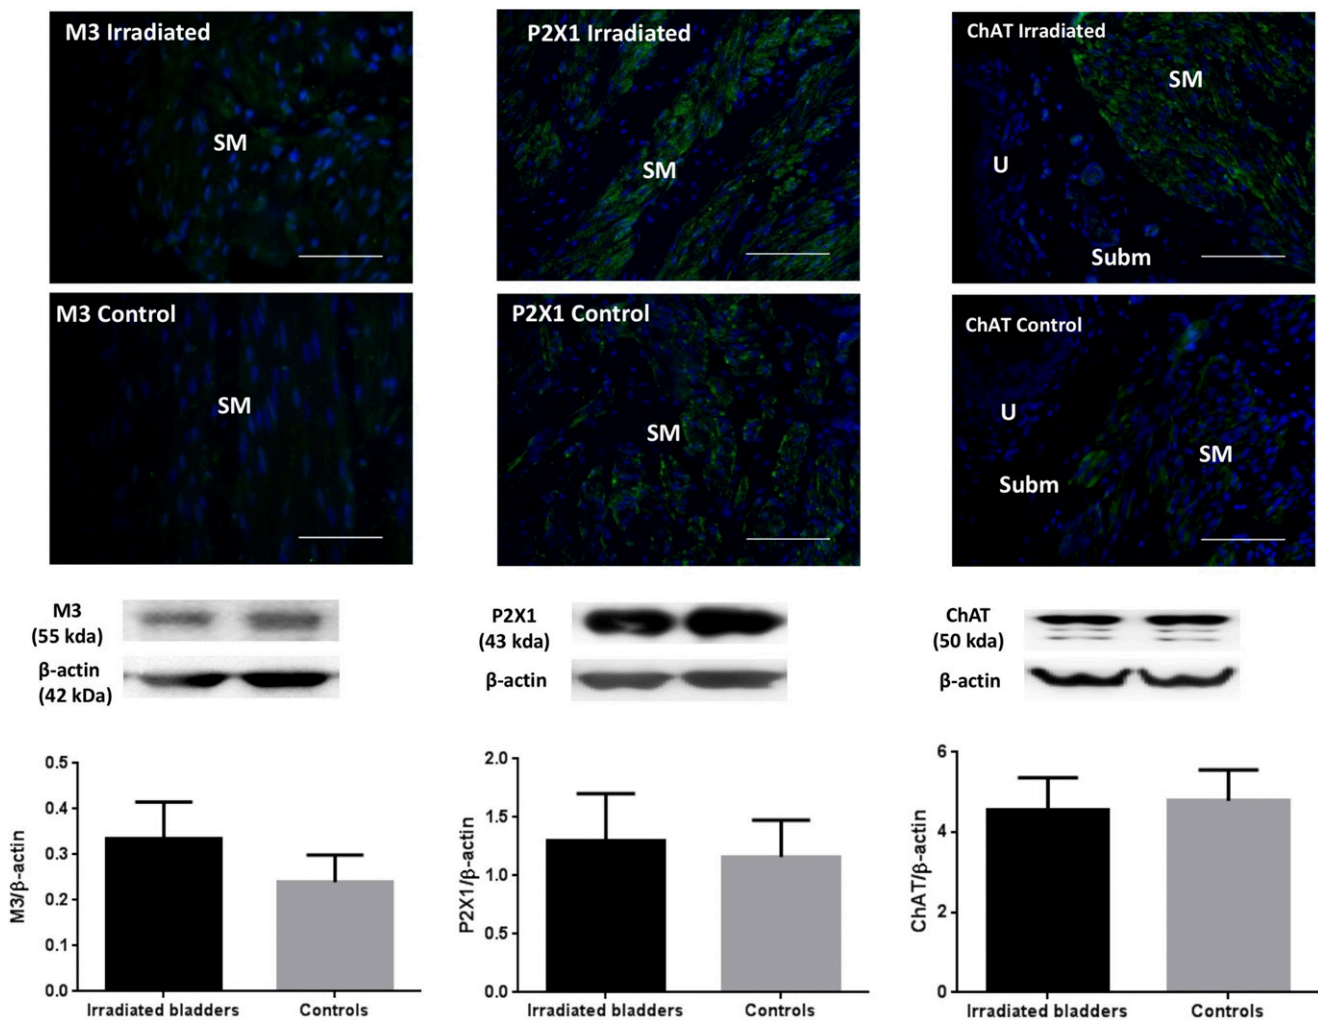 M3 Irradiated
SM
P2X1 Irradiated
SM
ChAT Irradiated
SM
U
Subm
M3 Control
SM
P2X1 Control
SM
ChAT Control
U
SM
Subm
M3
(55 kda)
β-actin
(42 kDa)
P2X1
(43 kda)
β-actin
ChAT
(50 kda)
β-actin
M3/β-actin
0.5
0.4
0.3
0.2
0.1
0.0
Irradiated bladders
Controls
P2X1/β-actin
2.0
1.5
1.0
0.5
0.0
Irradiated bladders
Controls
ChAT/β-actin
6
4
2
0
Irradiated bladders
Controls